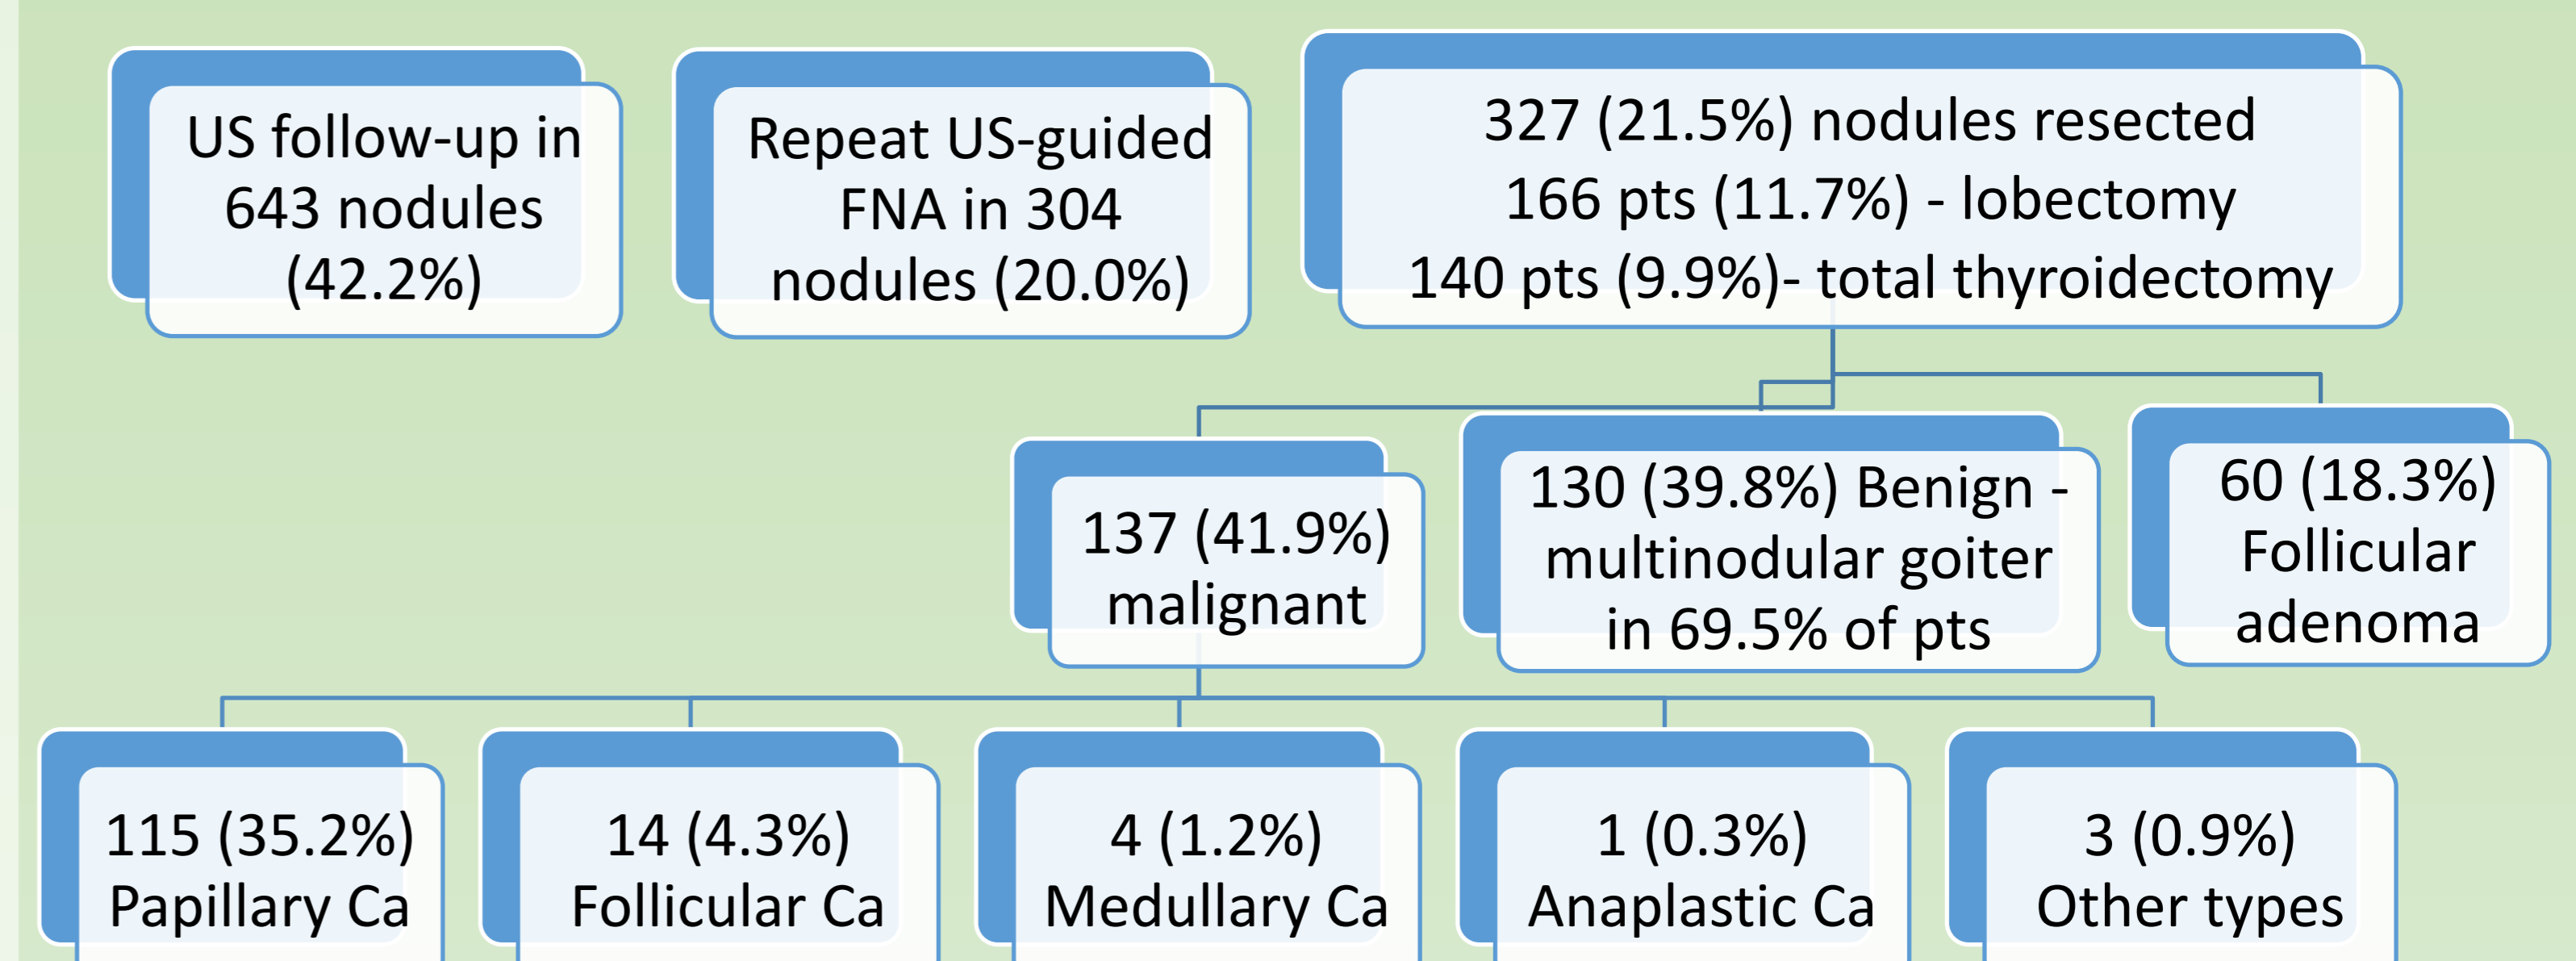 US follow-up in
643 nodules
(42.2%)
Repeat US-guided
FNA in 304
nodules (20.0%)
327 (21.5%) nodules resected
166 pts (11.7%) - lobectomy
140 pts (9.9%)- total thyroidectomy
137 (41.9%)
malignant
130 (39.8%) Benign -
multinodular goiter
in 69.5% of pts
60 (18.3%)
Follicular
adenoma
115 (35.2%)
Papillary Ca
14 (4.3%)
Follicular Ca
4 (1.2%)
Medullary Ca
1 (0.3%)
Anaplastic Ca
3 (0.9%)
Other types